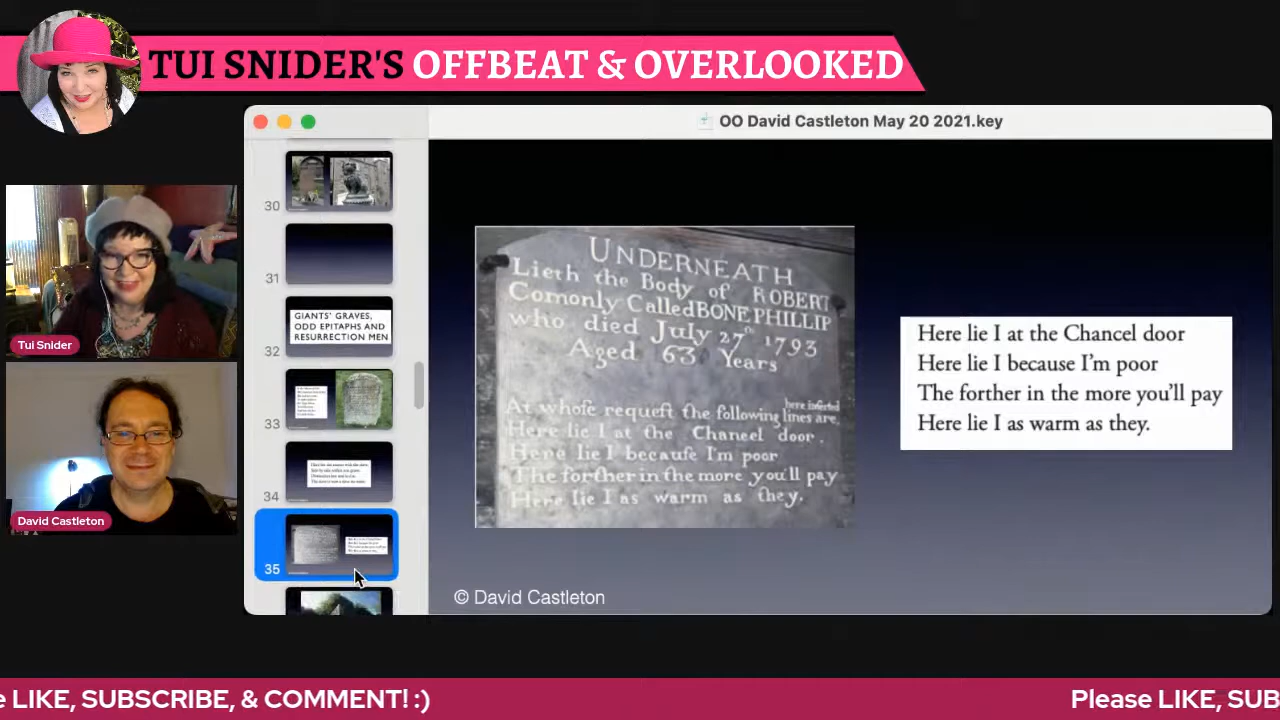 TUI SNIDER'S OFFBEAT & OVERLOOKED
OO David Castleton May 20 2021.key
30
31
32
GIANTS' GRAVES,
ODD EPITAPHS AND
RESURRECTION MEN
33
34
35
Tui Snider
David Castleton
UNDERNEATH
Lieth the Body of ROBERT
Comonly Called BONE PHILLIP
who died July 27th 1793
Aged 63 Years
At whose request the following lines are
here inserted
Here lie I at the Chancel door.
Here lie I because I'm poor
The forther in the more you'll pay
Here lie I as warm as they.
Here lie I at the Chancel door
Here lie I because I'm poor
The forther in the more you'll pay
Here lie I as warm as they.
© David Castleton
e LIKE, SUBSCRIBE, & COMMENT! :)
Please LIKE, SUB